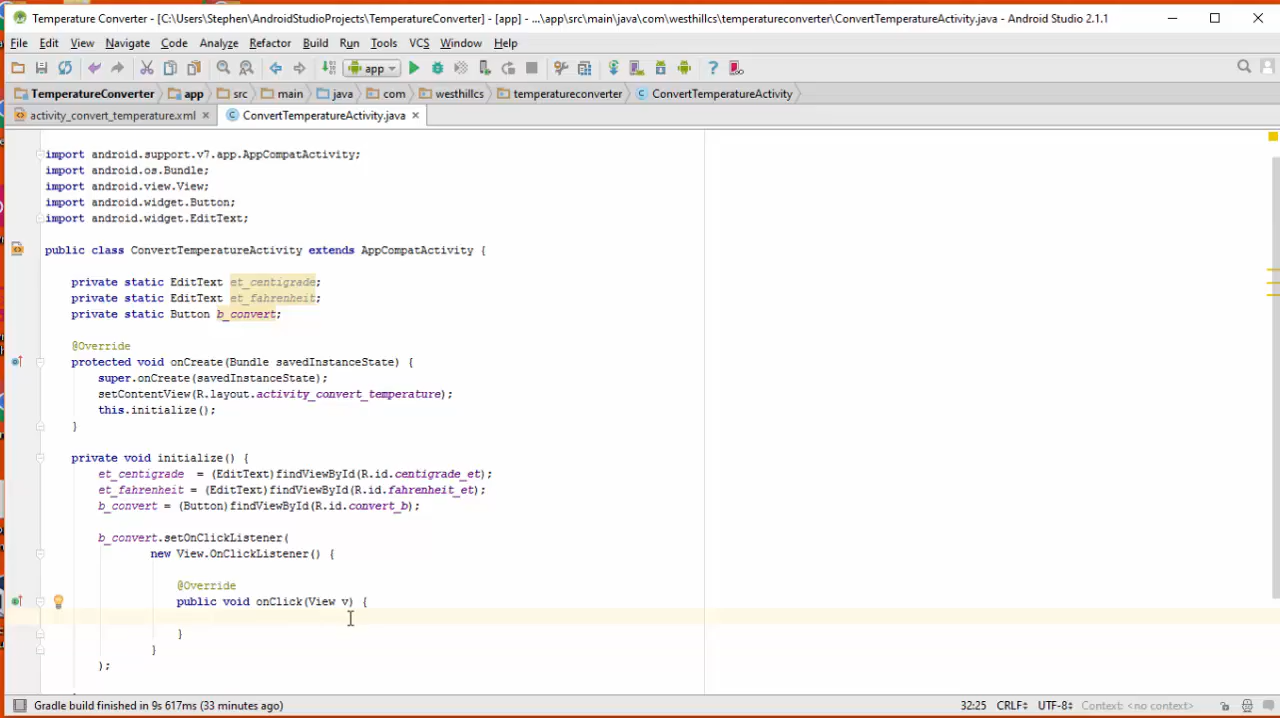 Temperature Converter - [C:\Users\Stephen\AndroidStudioProjects\TemperatureConverter] - [app] - ...\app\src\main\java\com\westhillcs\temperatureconverter\ConvertTemperatureActivity.java - Android Studio 2.1.1
File Edit View Navigate Code Analyze Refactor Build Run Tools VCS Window Help
app
TemperatureConverter app src main java com westhillcs temperatureconverter ConvertTemperatureActivity
activity_convert_temperature.xml ConvertTemperatureActivity.java
import android.support.v7.app.AppCompatActivity;
import android.os.Bundle;
import android.view.View;
import android.widget.Button;
import android.widget.EditText;
public class ConvertTemperatureActivity extends AppCompatActivity {
private static EditText et_centigrade;
private static EditText et_fahrenheit;
private static Button b_convert;
@Override
protected void onCreate(Bundle savedInstanceState) {
super.onCreate(savedInstanceState);
setContentView(R.layout.activity_convert_temperature);
this.initialize();
}
private void initialize() {
et_centigrade = (EditText)findViewById(R.id.centigrade_et);
et_fahrenheit = (EditText)findViewById(R.id.fahrenheit_et);
b_convert = (Button)findViewById(R.id.convert_b);
b_convert.setOnClickListener(
new View.OnClickListener() {
@Override
public void onClick(View v) {
}
}
);
Gradle build finished in 9s 617ms (33 minutes ago) 32:25 CRLF UTF-8 Context: <no context>